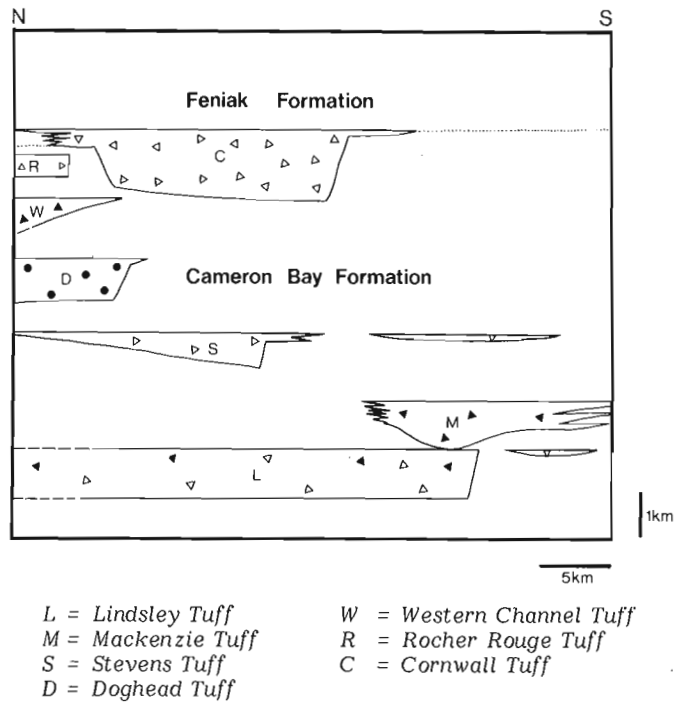 N S
Feniak Formation
C
R
W
D
Cameron Bay Formation
S
M
L
1km
5km
L = Lindsley Tuff
M = Mackenzie Tuff
S = Stevens Tuff
D = Doghead Tuff
W = Western Channel Tuff
R = Rocher Rouge Tuff
C = Cornwall Tuff